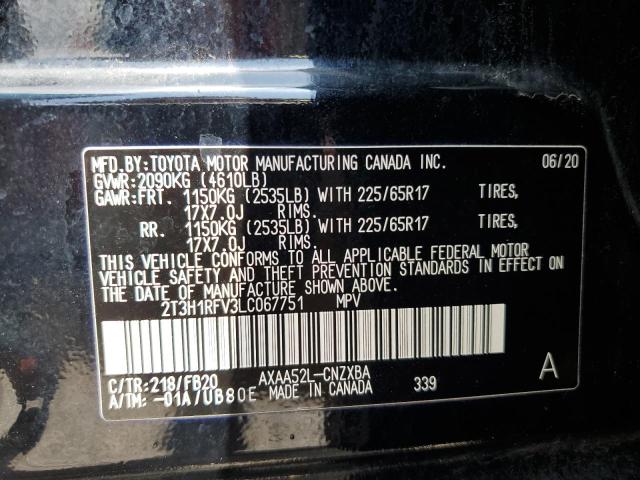 MFD.BY:TOYOTA MOTOR MANUFACTURING CANADA INC. 06/20
GVWR:2090KG (4610LB)
GAWR:FRT. 1150KG (2535LB) WITH 225/65R17 TIRES,
17X7.0J RIMS.
RR. 1150KG (2535LB) WITH 225/65R17 TIRES,
17X7.0J RIMS.
THIS VEHICLE CONFORMS TO ALL APPLICABLE FEDERAL MOTOR
VEHICLE SAFETY AND THEFT PREVENTION STANDARDS IN EFFECT ON
THE DATE OF MANUFACTURE SHOWN ABOVE.
2T3H1RFV3LC067751 MPV
C/TR:218/FB20 AXAA52L-CNZXBA 339 A
A/TM:-01A/UB80E MADE IN CANADA